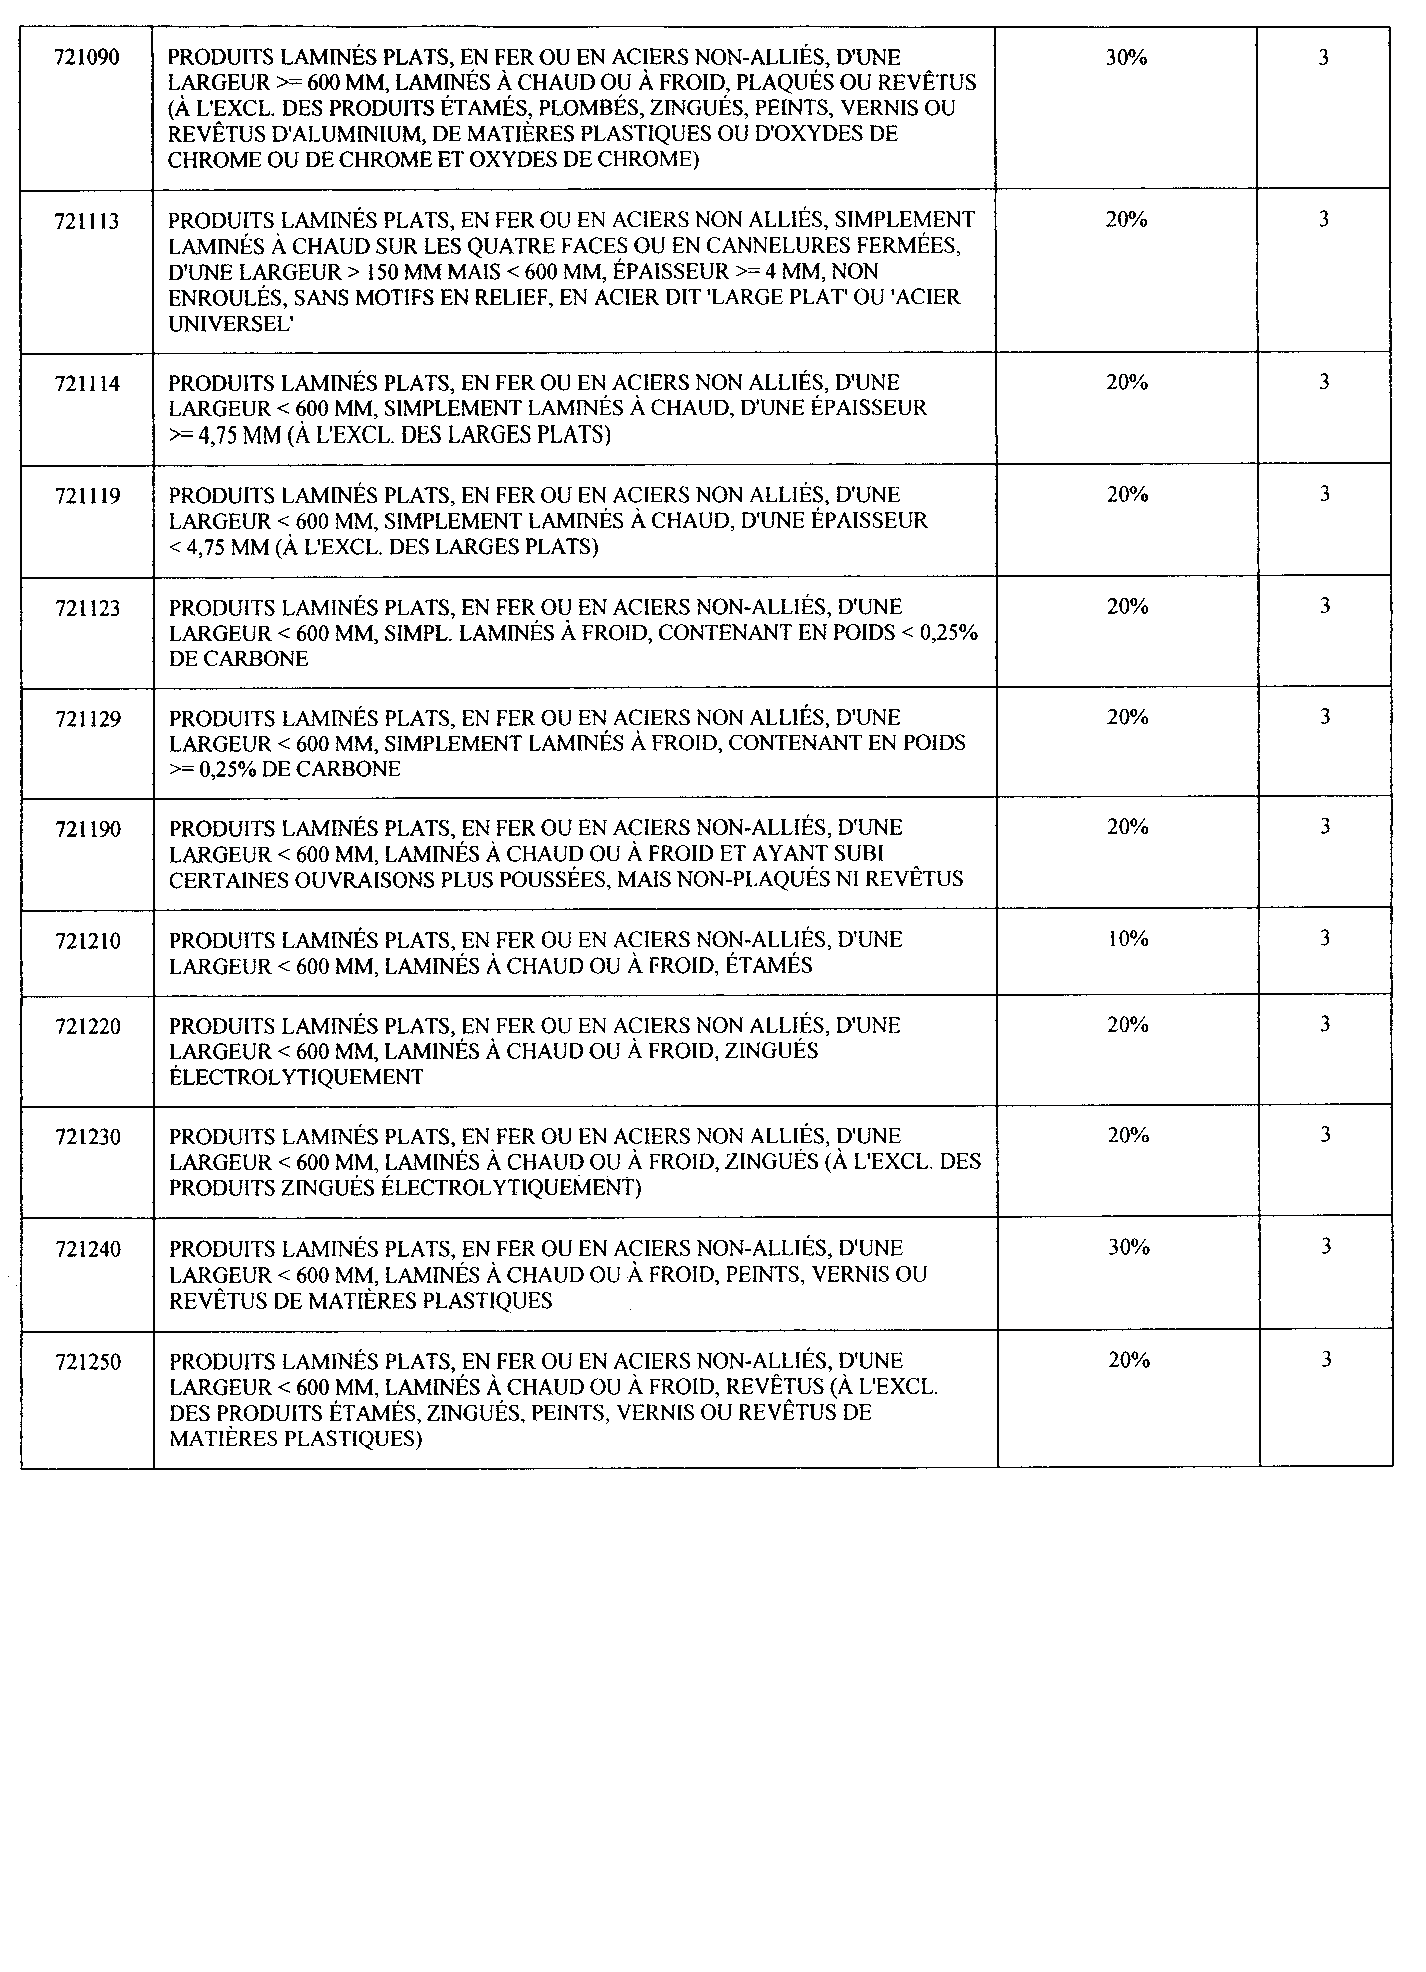 721090 PRODUITS LAMINÉS PLATS, EN FER OU EN ACIERS NON-ALLIÉS, D'UNE 30% 3
LARGEUR >= 600 MM, LAMINÉS À CHAUD OU À FROID, PLAQUÉS OU REVÊTUS
(À L'EXCL. DES PRODUITS ÉTAMÉS, PLOMBÉS, ZINGUÉS, PEINTS, VERNIS OU
REVÊTUS D'ALUMINIUM, DE MATIÈRES PLASTIQUES OU D'OXYDES DE
CHROME OU DE CHROME ET OXYDES DE CHROME)
721113 PRODUITS LAMINÉS PLATS, EN FER OU EN ACIERS NON ALLIÉS, SIMPLEMENT 20% 3
LAMINÉS À CHAUD SUR LES QUATRE FACES OU EN CANNELURES FERMÉES,
D'UNE LARGEUR > 150 MM MAIS < 600 MM, ÉPAISSEUR >= 4 MM, NON
ENROULÉS, SANS MOTIFS EN RELIEF, EN ACIER DIT 'LARGE PLAT' OU 'ACIER
UNIVERSEL'
721114 PRODUITS LAMINÉS PLATS, EN FER OU EN ACIERS NON ALLIÉS, D'UNE 20% 3
LARGEUR < 600 MM, SIMPLEMENT LAMINÉS À CHAUD, D'UNE ÉPAISSEUR
>= 4,75 MM (À L'EXCL. DES LARGES PLATS)
721119 PRODUITS LAMINÉS PLATS, EN FER OU EN ACIERS NON ALLIÉS, D'UNE 20% 3
LARGEUR < 600 MM, SIMPLEMENT LAMINÉS À CHAUD, D'UNE ÉPAISSEUR
< 4,75 MM (À L'EXCL. DES LARGES PLATS)
721123 PRODUITS LAMINÉS PLATS, EN FER OU EN ACIERS NON-ALLIÉS, D'UNE 20% 3
LARGEUR < 600 MM, SIMPL. LAMINÉS À FROID, CONTENANT EN POIDS < 0,25%
DE CARBONE
721129 PRODUITS LAMINÉS PLATS, EN FER OU EN ACIERS NON ALLIÉS, D'UNE 20% 3
LARGEUR < 600 MM, SIMPLEMENT LAMINÉS À FROID, CONTENANT EN POIDS
>= 0,25% DE CARBONE
721190 PRODUITS LAMINÉS PLATS, EN FER OU EN ACIERS NON-ALLIÉS, D'UNE 20% 3
LARGEUR < 600 MM, LAMINÉS À CHAUD OU À FROID ET AYANT SUBI
CERTAINES OUVRAISONS PLUS POUSSÉES, MAIS NON-PLAQUÉS NI REVÊTUS
721210 PRODUITS LAMINÉS PLATS, EN FER OU EN ACIERS NON-ALLIÉS, D'UNE 10% 3
LARGEUR < 600 MM, LAMINÉS À CHAUD OU À FROID, ÉTAMÉS
721220 PRODUITS LAMINÉS PLATS, EN FER OU EN ACIERS NON ALLIÉS, D'UNE 20% 3
LARGEUR < 600 MM, LAMINÉS À CHAUD OU À FROID, ZINGUÉS
ÉLECTROLYTIQUEMENT
721230 PRODUITS LAMINÉS PLATS, EN FER OU EN ACIERS NON ALLIÉS, D'UNE 20% 3
LARGEUR < 600 MM, LAMINÉS À CHAUD OU À FROID, ZINGUÉS (À L'EXCL. DES
PRODUITS ZINGUÉS ÉLECTROLYTIQUEMENT)
721240 PRODUITS LAMINÉS PLATS, EN FER OU EN ACIERS NON-ALLIÉS, D'UNE 30% 3
LARGEUR < 600 MM, LAMINÉS À CHAUD OU À FROID, PEINTS, VERNIS OU
REVÊTUS DE MATIÈRES PLASTIQUES
721250 PRODUITS LAMINÉS PLATS, EN FER OU EN ACIERS NON-ALLIÉS, D'UNE 20% 3
LARGEUR < 600 MM, LAMINÉS À CHAUD OU À FROID, REVÊTUS (À L'EXCL.
DES PRODUITS ÉTAMÉS, ZINGUÉS, PEINTS, VERNIS OU REVÊTUS DE
MATIÈRES PLASTIQUES)